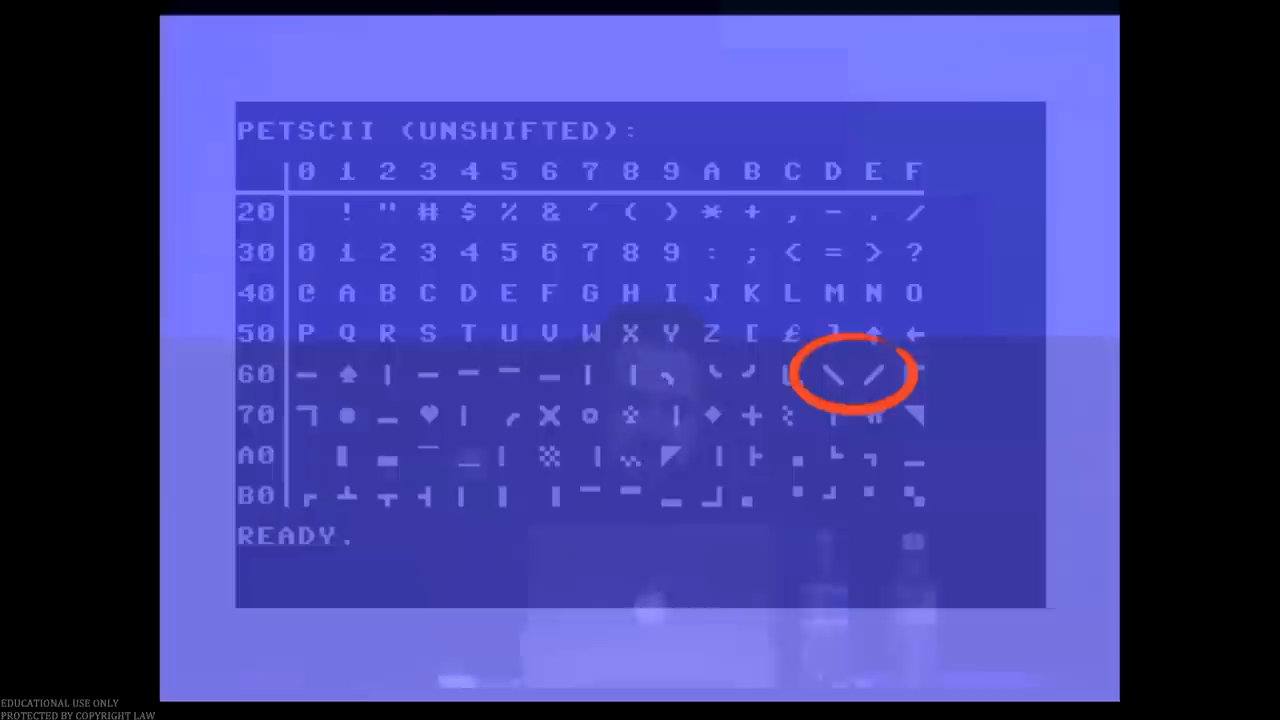 PETSCII (UNSHIFTED):
0 1 2 3 4 5 6 7 8 9 A B C D E F
20 ! " # $ % & ' ( ) * + , - . /
30 0 1 2 3 4 5 6 7 8 9 : ; < = > ?
40 @ A B C D E F G H I J K L M N O
50 P Q R S T U V W X Y Z [ £ ] ↑ ←
60
70
A0
B0
READY.
EDUCATIONAL USE ONLY
PROTECTED BY COPYRIGHT LAW